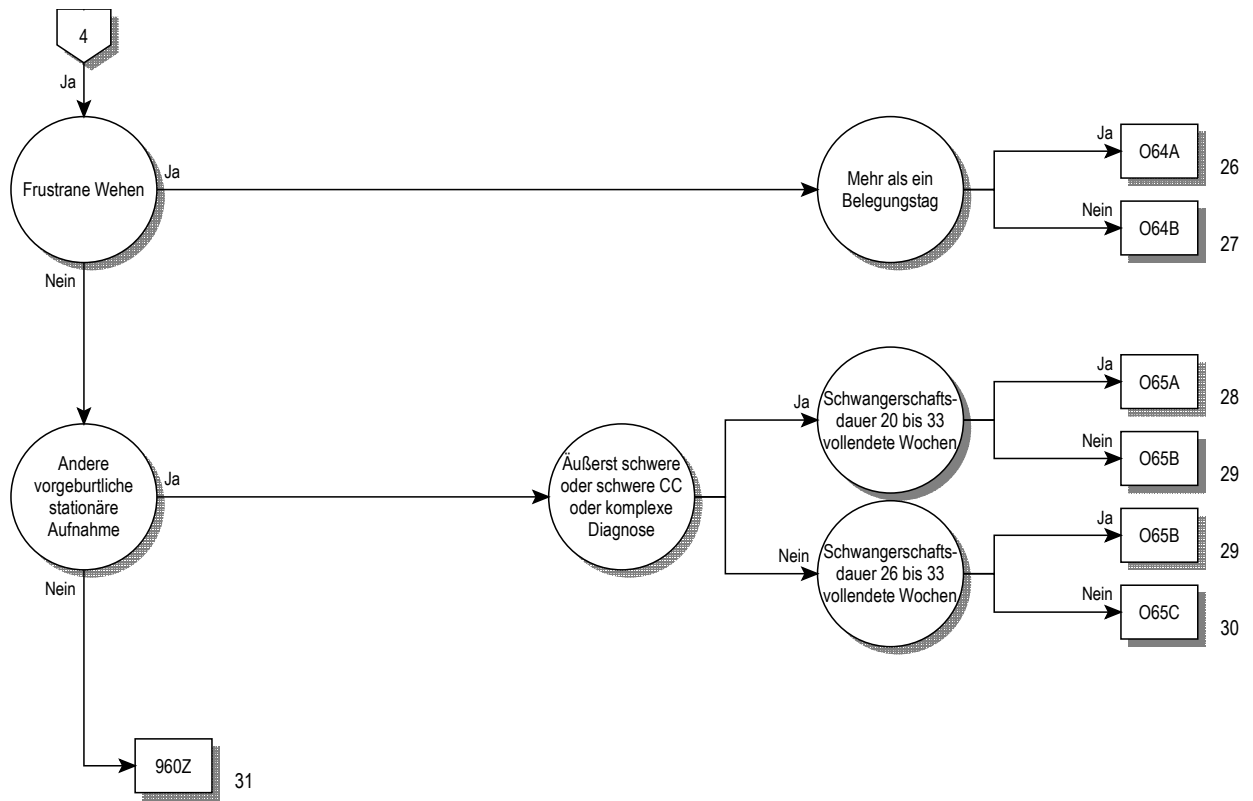 4
Ja
Frustrane Wehen
Ja
Mehr als ein
Belegungstag
Ja
O64A
26
Nein
O64B
27
Nein
Andere
vorgeburtliche
stationäre
Aufnahme
Ja
Äußerst schwere
oder schwere CC
oder komplexe
Diagnose
Ja
Schwangerschafts-
dauer 20 bis 33
vollendete Wochen
Ja
O65A
28
Nein
O65B
29
Nein
Schwangerschafts-
dauer 26 bis 33
vollendete Wochen
Ja
O65B
29
Nein
O65C
30
Nein
960Z
31